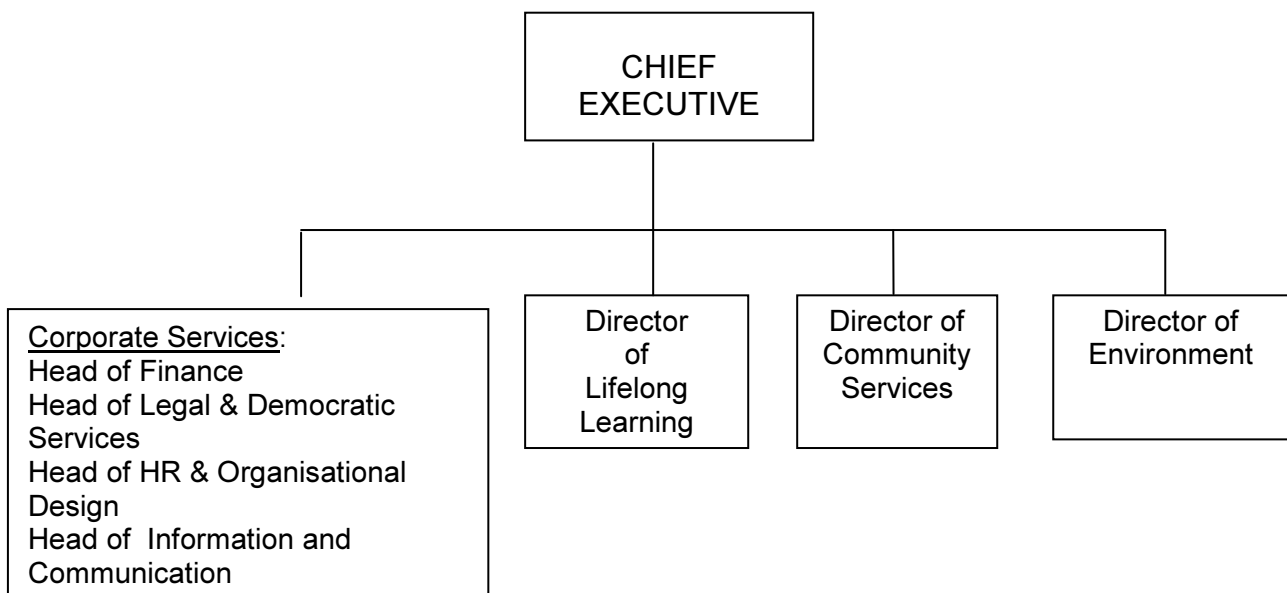 CHIEF
EXECUTIVE
Corporate Services:
Head of Finance
Head of Legal & Democratic
Services
Head of HR & Organisational
Design
Head of  Information and
Communication
Director
of
Lifelong
Learning
Director of
Community
Services
Director of
Environment